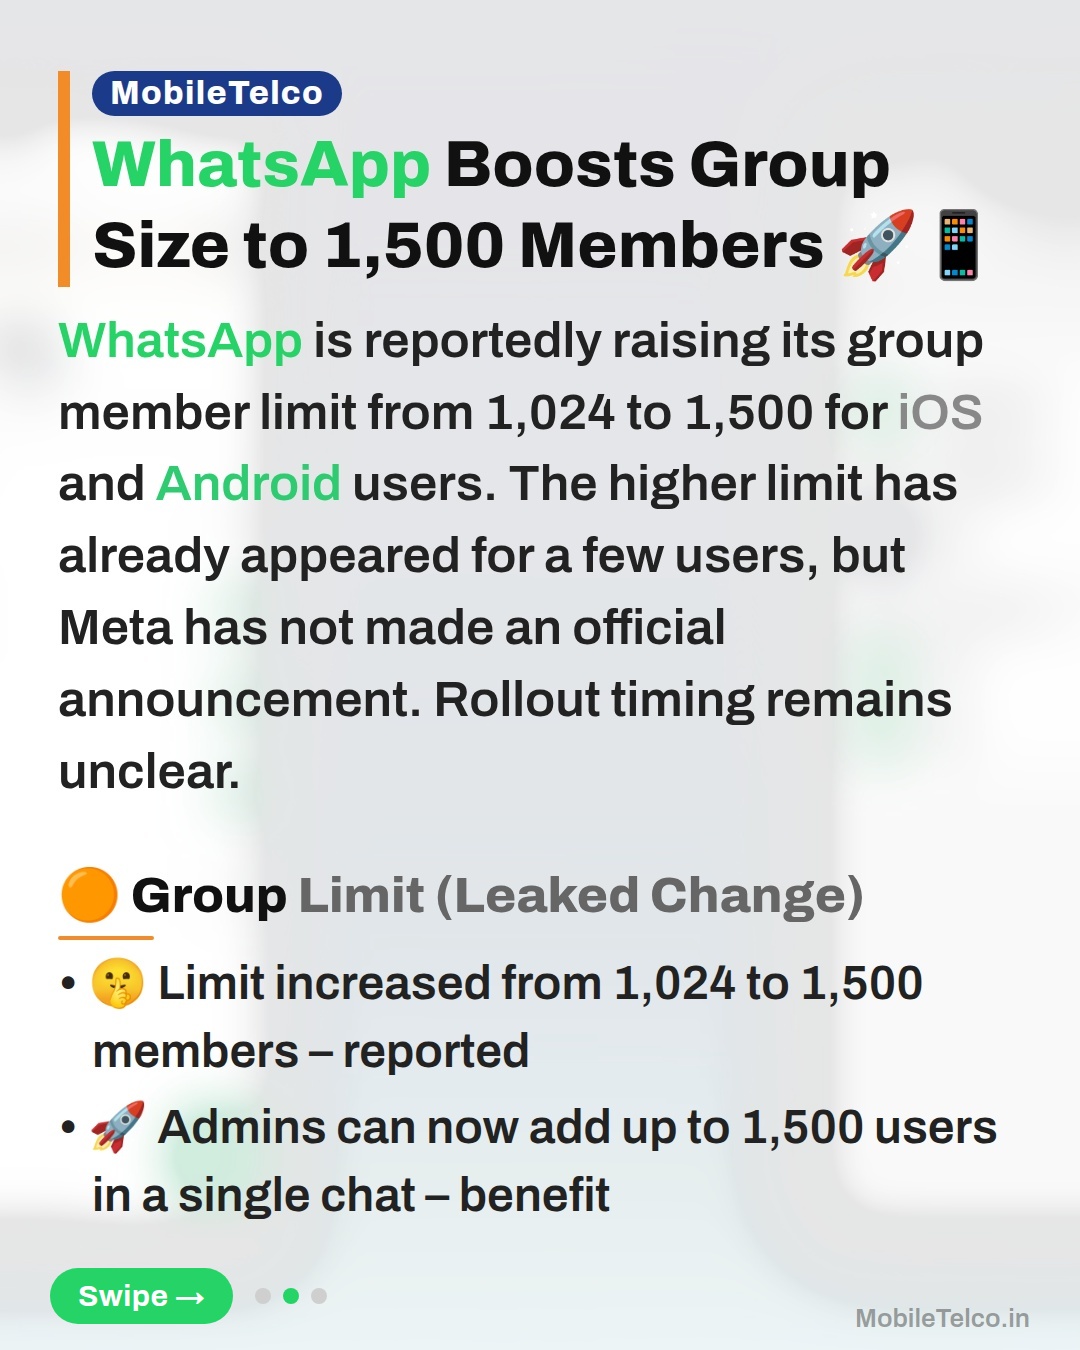 MobileTelco
WhatsApp Boosts Group
Size to 1,500 Members 🚀 📱
WhatsApp is reportedly raising its group
member limit from 1,024 to 1,500 for iOS
and Android users. The higher limit has
already appeared for a few users, but
Meta has not made an official
announcement. Rollout timing remains
unclear.
🟠 Group Limit (Leaked Change)
• 🤫 Limit increased from 1,024 to 1,500
members – reported
• 🚀 Admins can now add up to 1,500 users
in a single chat – benefit
Swipe →
MobileTelco.in